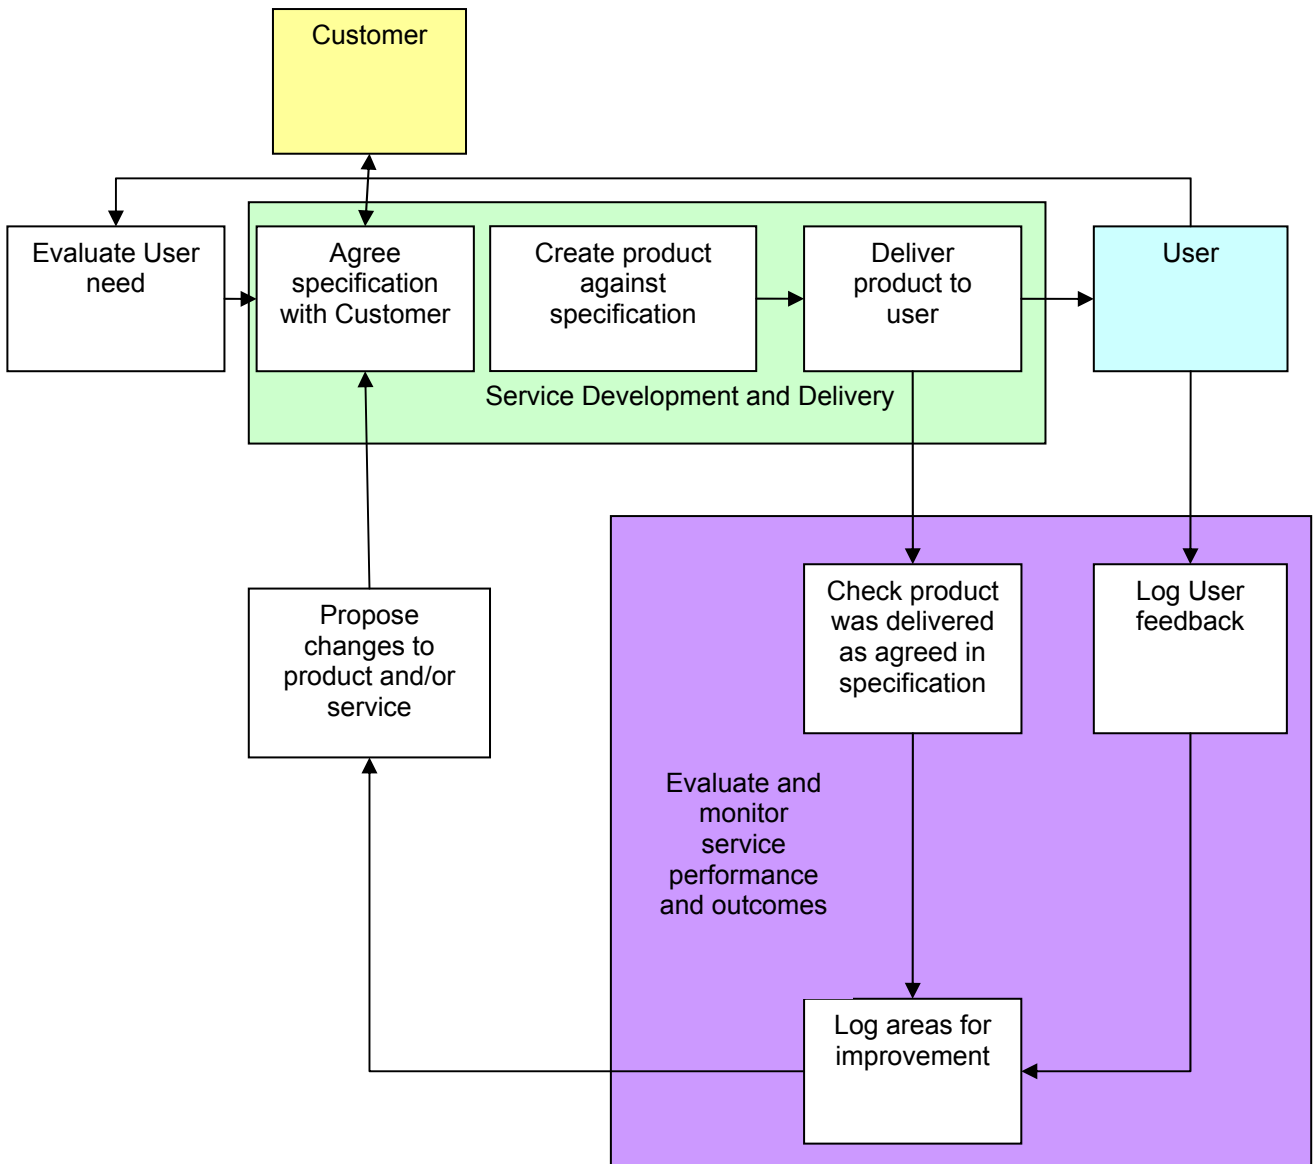 Customer
Evaluate User
need
Agree
specification
with Customer
Create product
against
specification
Deliver
product to
user
User
Service Development and Delivery
Propose
changes to
product and/or
service
Check product
was delivered
as agreed in
specification
Log User
feedback
Evaluate and
monitor
service
performance
and outcomes
Log areas for
improvement